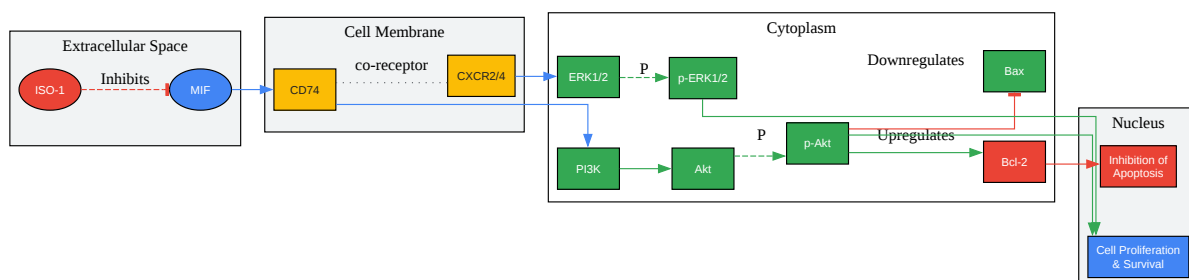 Extracellular Space
ISO-1
Inhibits
MIF
Cell Membrane
CD74
co-receptor
CXCR2/4
Cytoplasm
ERK1/2
P
p-ERK1/2
Downregulates
Bax
PI3K
Akt
P
p-Akt
Upregulates
Bcl-2
Nucleus
Inhibition of
Apoptosis
Cell Proliferation
& Survival